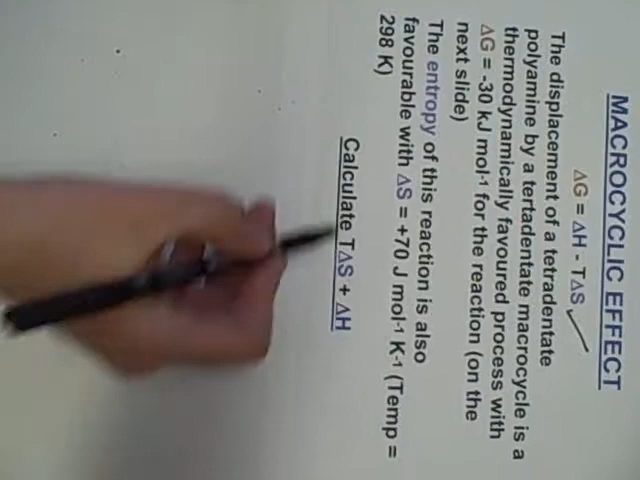 MACROCYCLIC EFFECT
ΔG = ΔH - TΔS
The displacement of a tetradentate
polyamine by a tertadentate macrocycle is a
thermodynamically favoured process with
ΔG = -30 kJ mol-1 for the reaction (on the
next slide)
The entropy of this reaction is also
favourable with ΔS = +70 J mol-1 K-1 (Temp =
298 K)
Calculate TΔS + ΔH